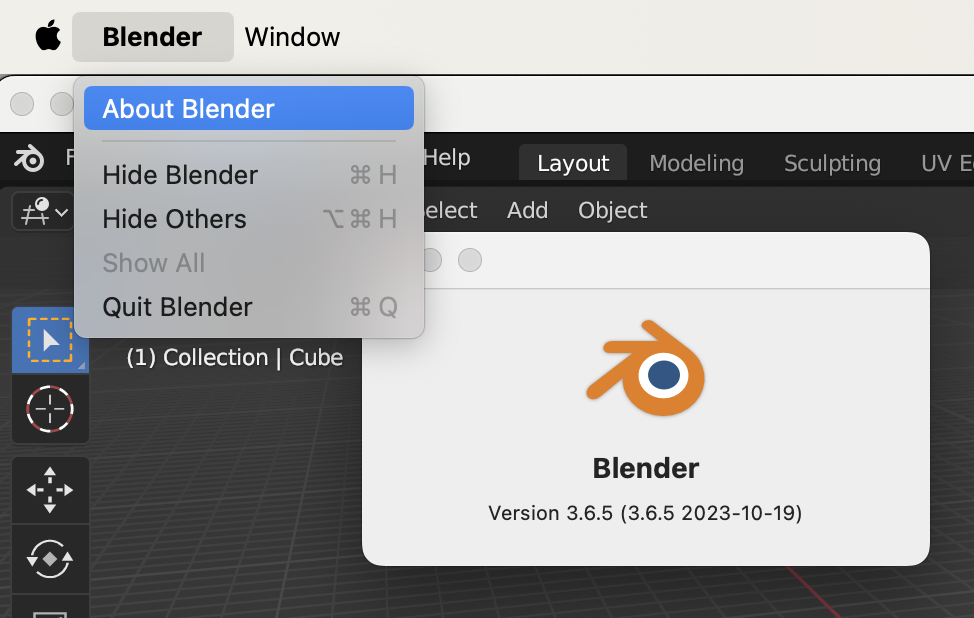 Blender Window
About Blender
Hide Blender ⌘ H
Hide Others ⌥ ⌘ H
Show All
Quit Blender ⌘ Q
Help Layout Modeling Sculpting UV
Add Object
(1) Collection | Cube
Blender
Version 3.6.5 (3.6.5 2023-10-19)